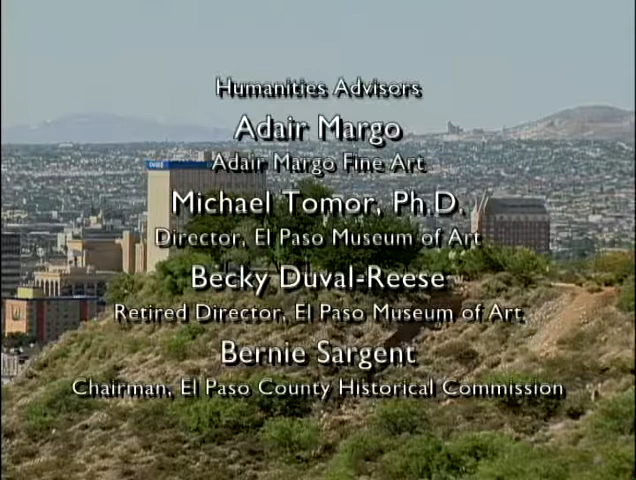 Humanities Advisors
Adair Margo
Adair Margo Fine Art
Michael Tomor, Ph.D.
Director, El Paso Museum of Art
Becky Duval-Reese
Retired Director, El Paso Museum of Art
Bernie Sargent
Chairman, El Paso County Historical Commission